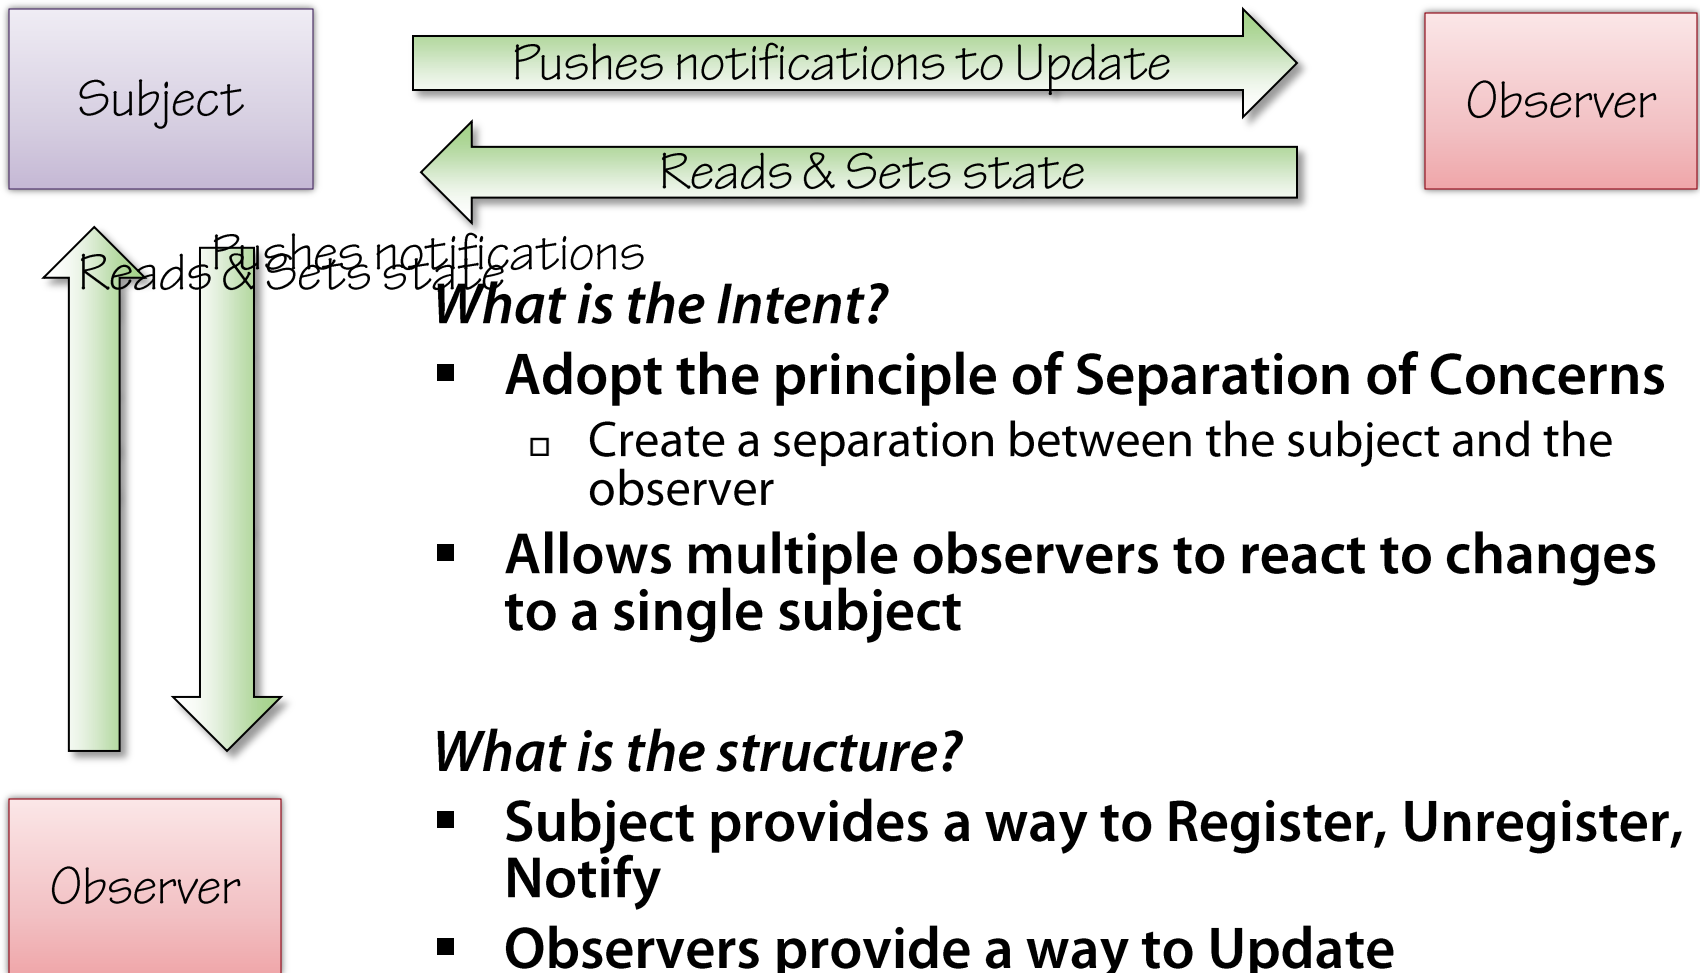 Subject
Pushes notifications to Update
Observer
Reads & Sets state
Pushes notifications
Reads & Sets state
What is the Intent?
▪ Adopt the principle of Separation of Concerns
▫ Create a separation between the subject and the
observer
▪ Allows multiple observers to react to changes
to a single subject
What is the structure?
▪ Subject provides a way to Register, Unregister,
Notify
▪ Observers provide a way to Update
Observer